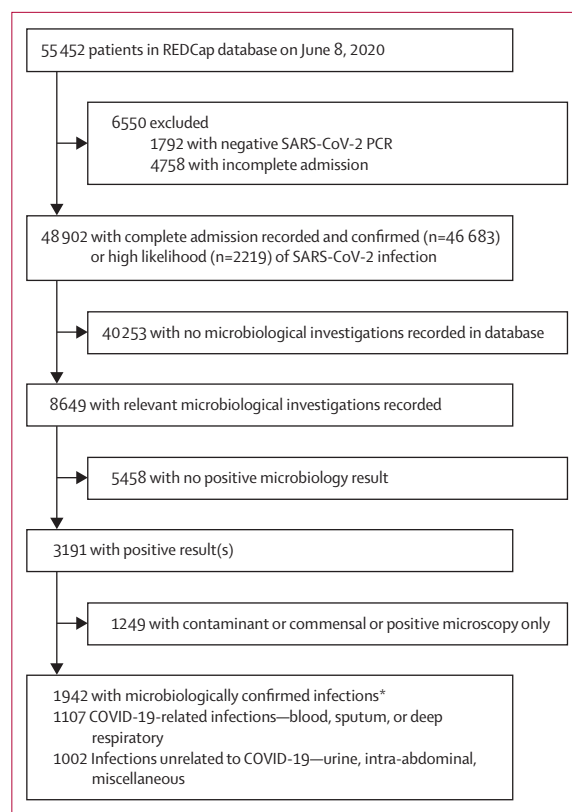 55 452 patients in REDCap database on June 8, 2020
6550 excluded
1792 with negative SARS-CoV-2 PCR
4758 with incomplete admission
48 902 with complete admission recorded and confirmed (n=46 683)
or high likelihood (n=2219) of SARS-CoV-2 infection
40 253 with no microbiological investigations recorded in database
8649 with relevant microbiological investigations recorded
5458 with no positive microbiology result
3191 with positive result(s)
1249 with contaminant or commensal or positive microscopy only
1942 with microbiologically confirmed infections*
1107 COVID-19-related infections—blood, sputum, or deep
respiratory
1002 Infections unrelated to COVID-19—urine, intra-abdominal,
miscellaneous